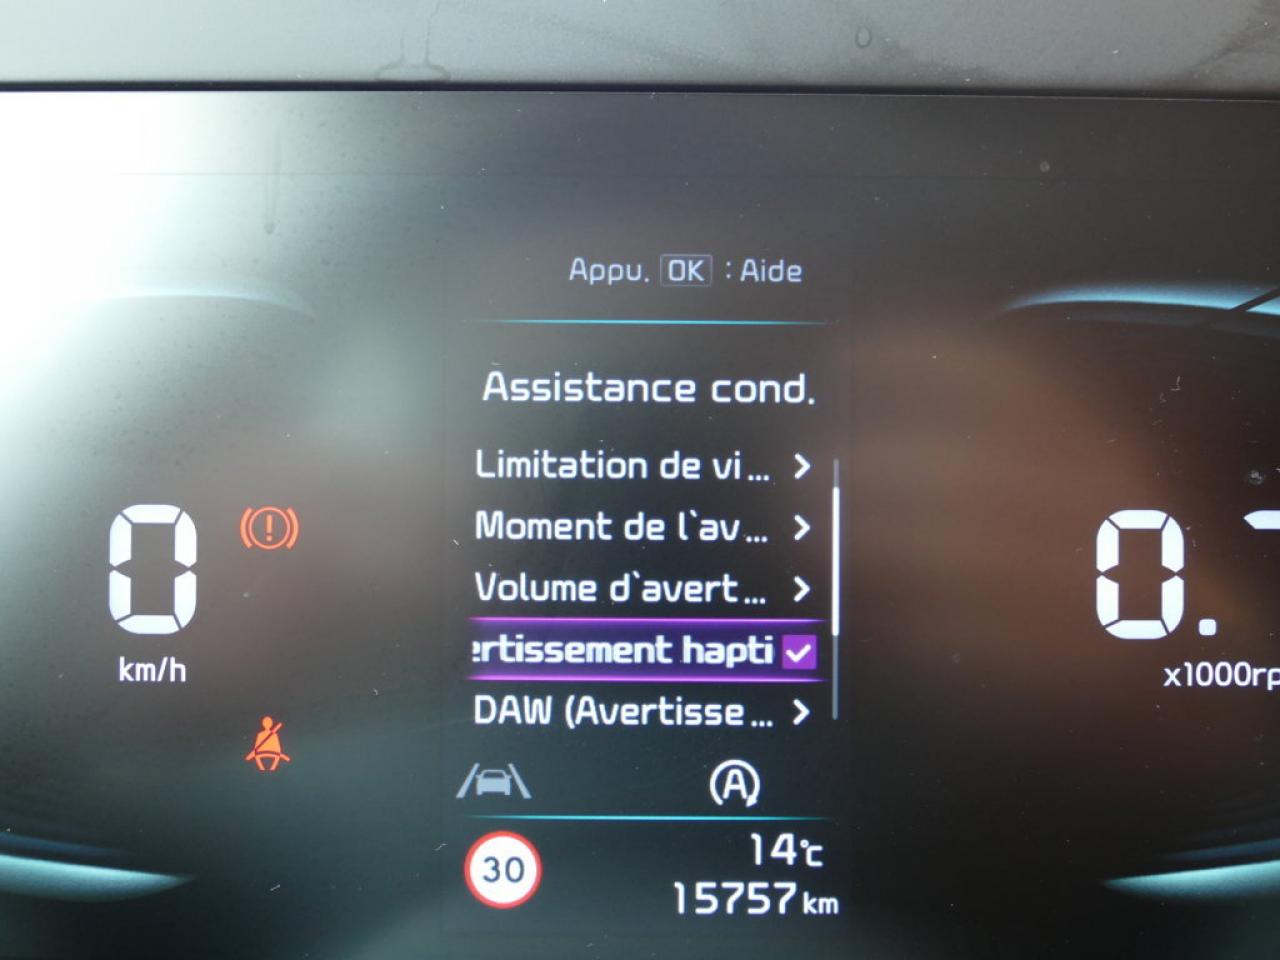 Appu. OK : Aide
Assistance cond.
Limitation de vi...
Moment de l`av...
Volume d`avert...
ertissement hapti
DAW (Avertisse...
0
km/h
0.
x1000rp
A
30
14°C
15757 km